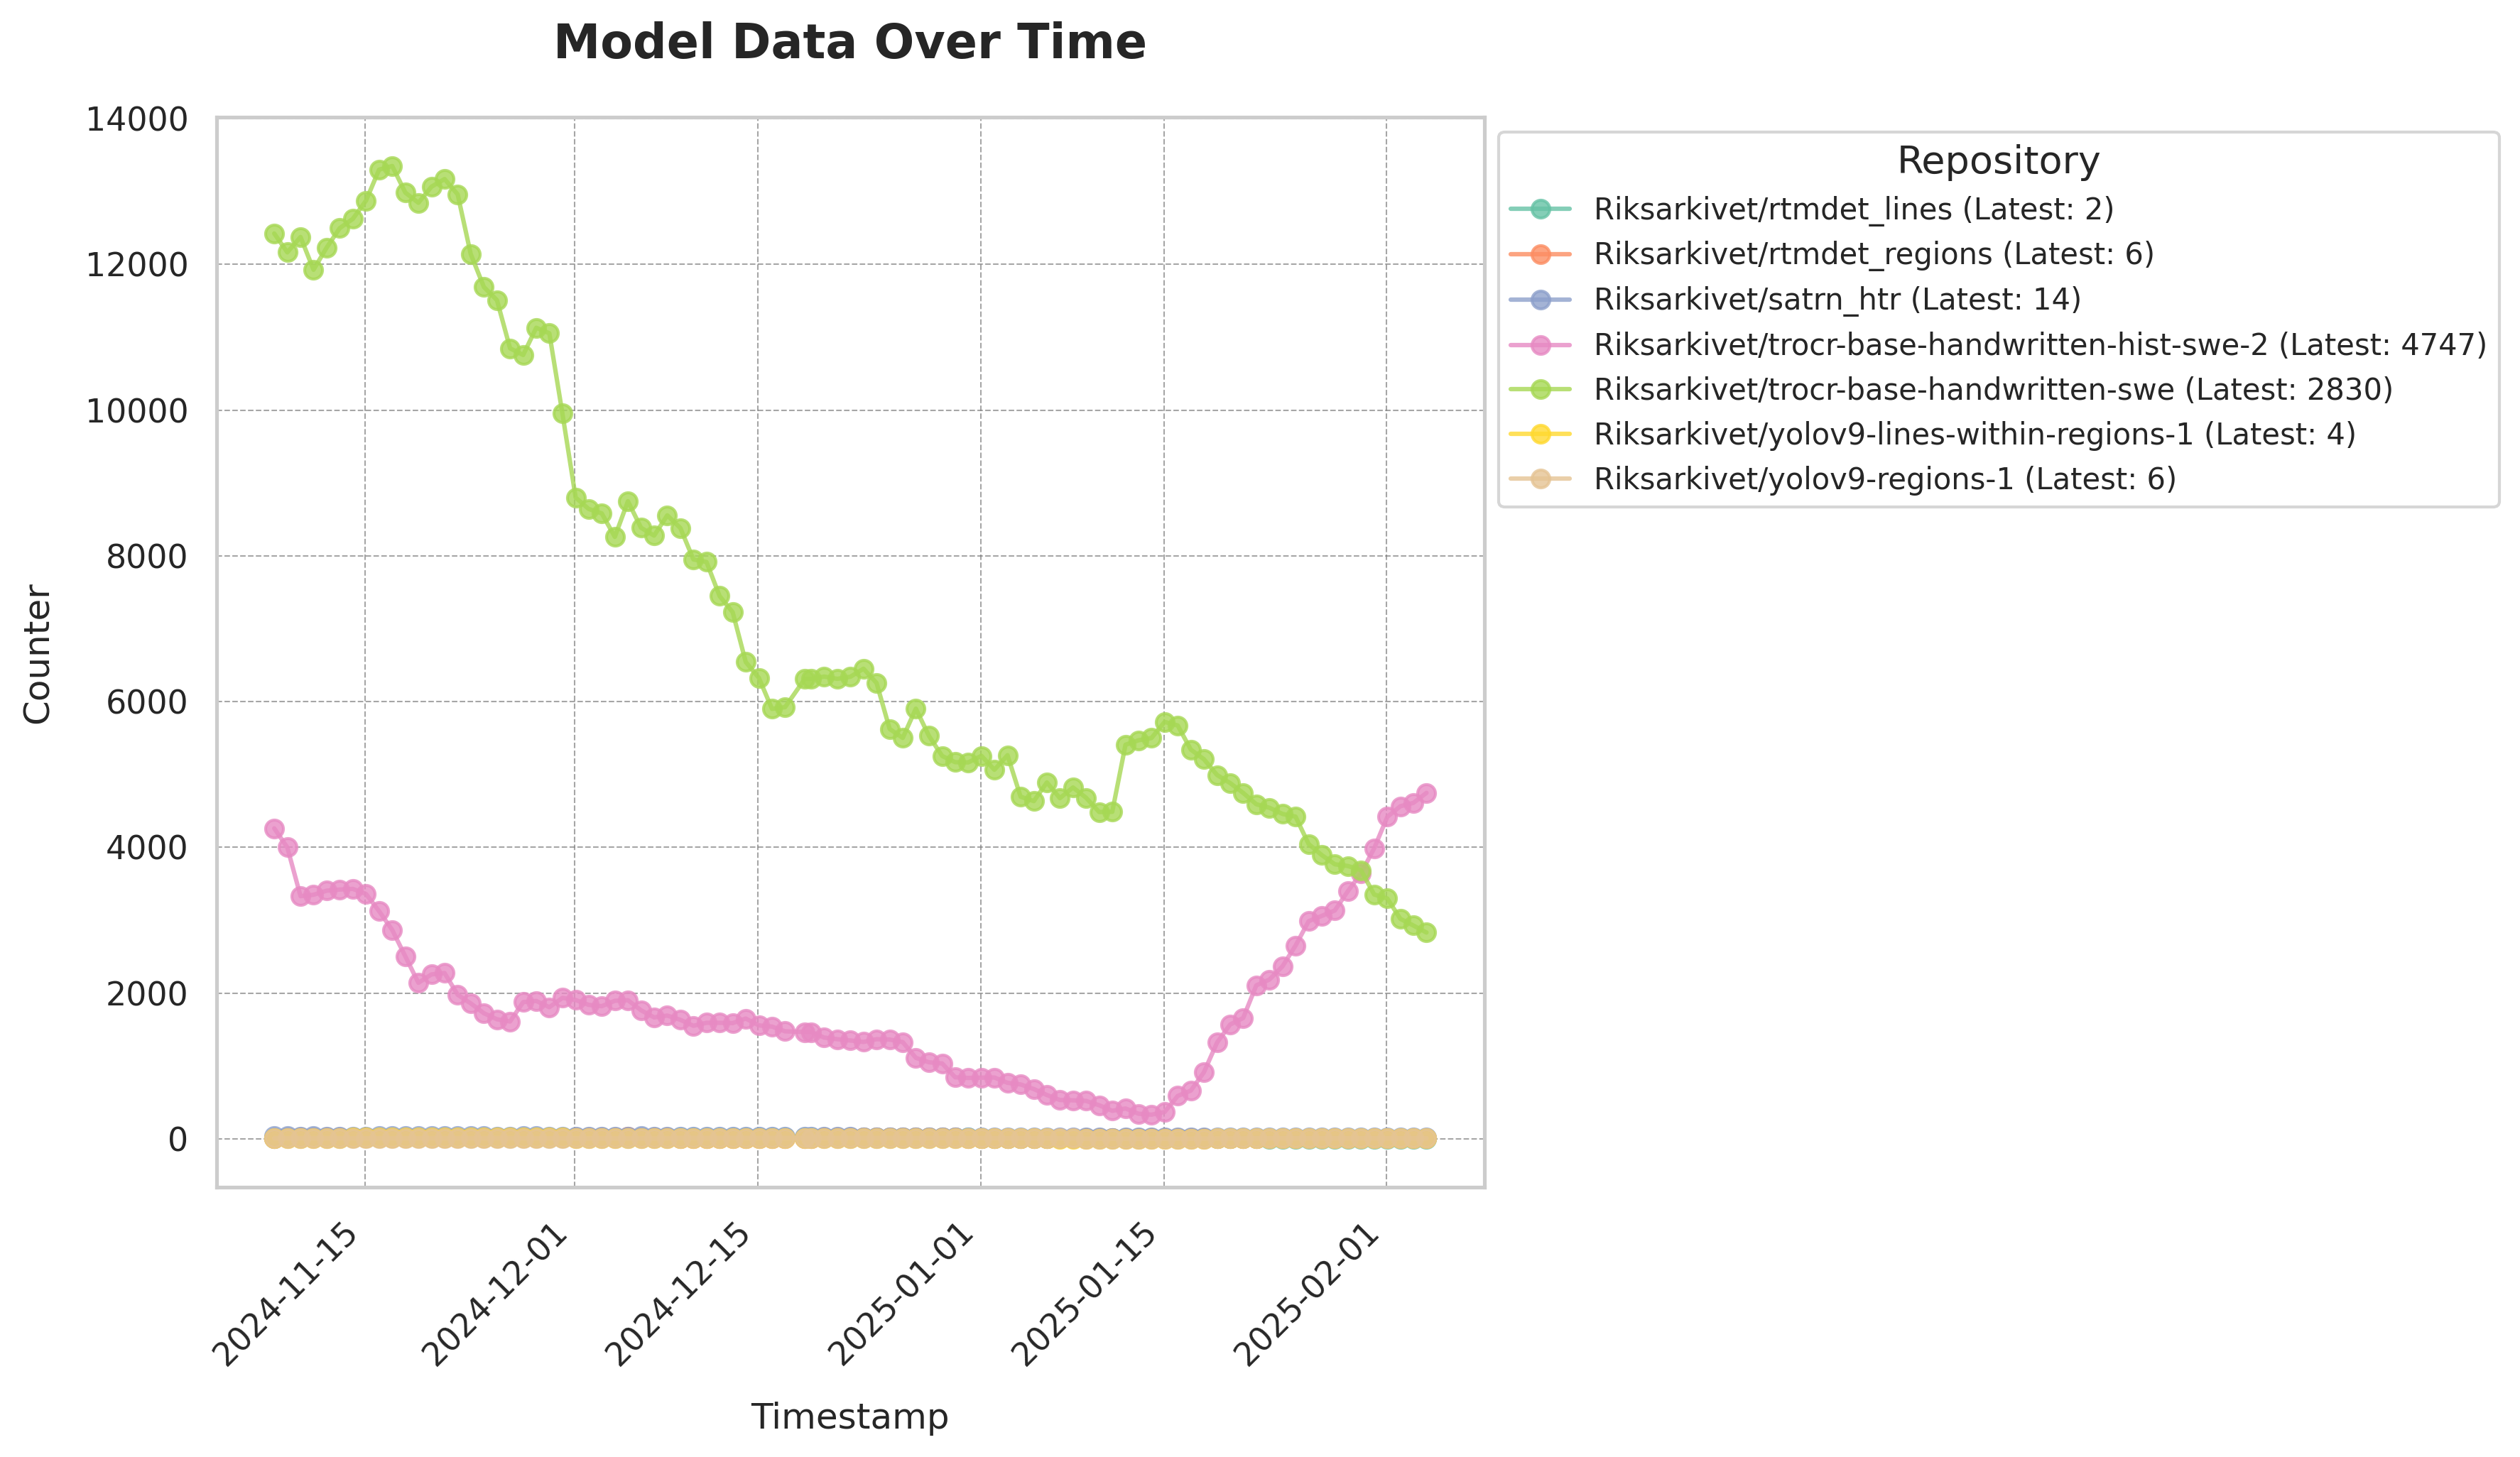 Model Data Over Time
14000
12000
10000
8000
6000
4000
2000
0
Counter
2024-11-15
2024-12-01
2024-12-15
2025-01-01
2025-01-15
2025-02-01
Timestamp
Repository
Riksarkivet/rtmdet_lines (Latest: 2)
Riksarkivet/rtmdet_regions (Latest: 6)
Riksarkivet/satrn_htr (Latest: 14)
Riksarkivet/trocr-base-handwritten-hist-swe-2 (Latest: 4747)
Riksarkivet/trocr-base-handwritten-swe (Latest: 2830)
Riksarkivet/yolov9-lines-within-regions-1 (Latest: 4)
Riksarkivet/yolov9-regions-1 (Latest: 6)